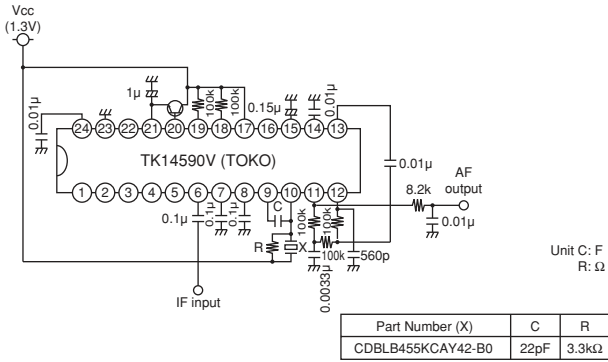 Vcc
(1.3V)
1μ
100k
100k
0.15μ
0.01μ
0.01μ
24 23 22 21 20 19 18 17 16 15 14 13
TK14590V (TOKO)
0.01μ
AF
output
1 2 3 4 5 6 7 8 9 10 11 12
8.2k
0.1μ
0.1μ
0.1μ
C
100k
100k
0.01μ
R
X
100k
560p
0.0033μ
IF input
Unit C: F
R: Ω
Part Number (X) C R
CDBLB455KCAY42-B0 22pF 3.3kΩ